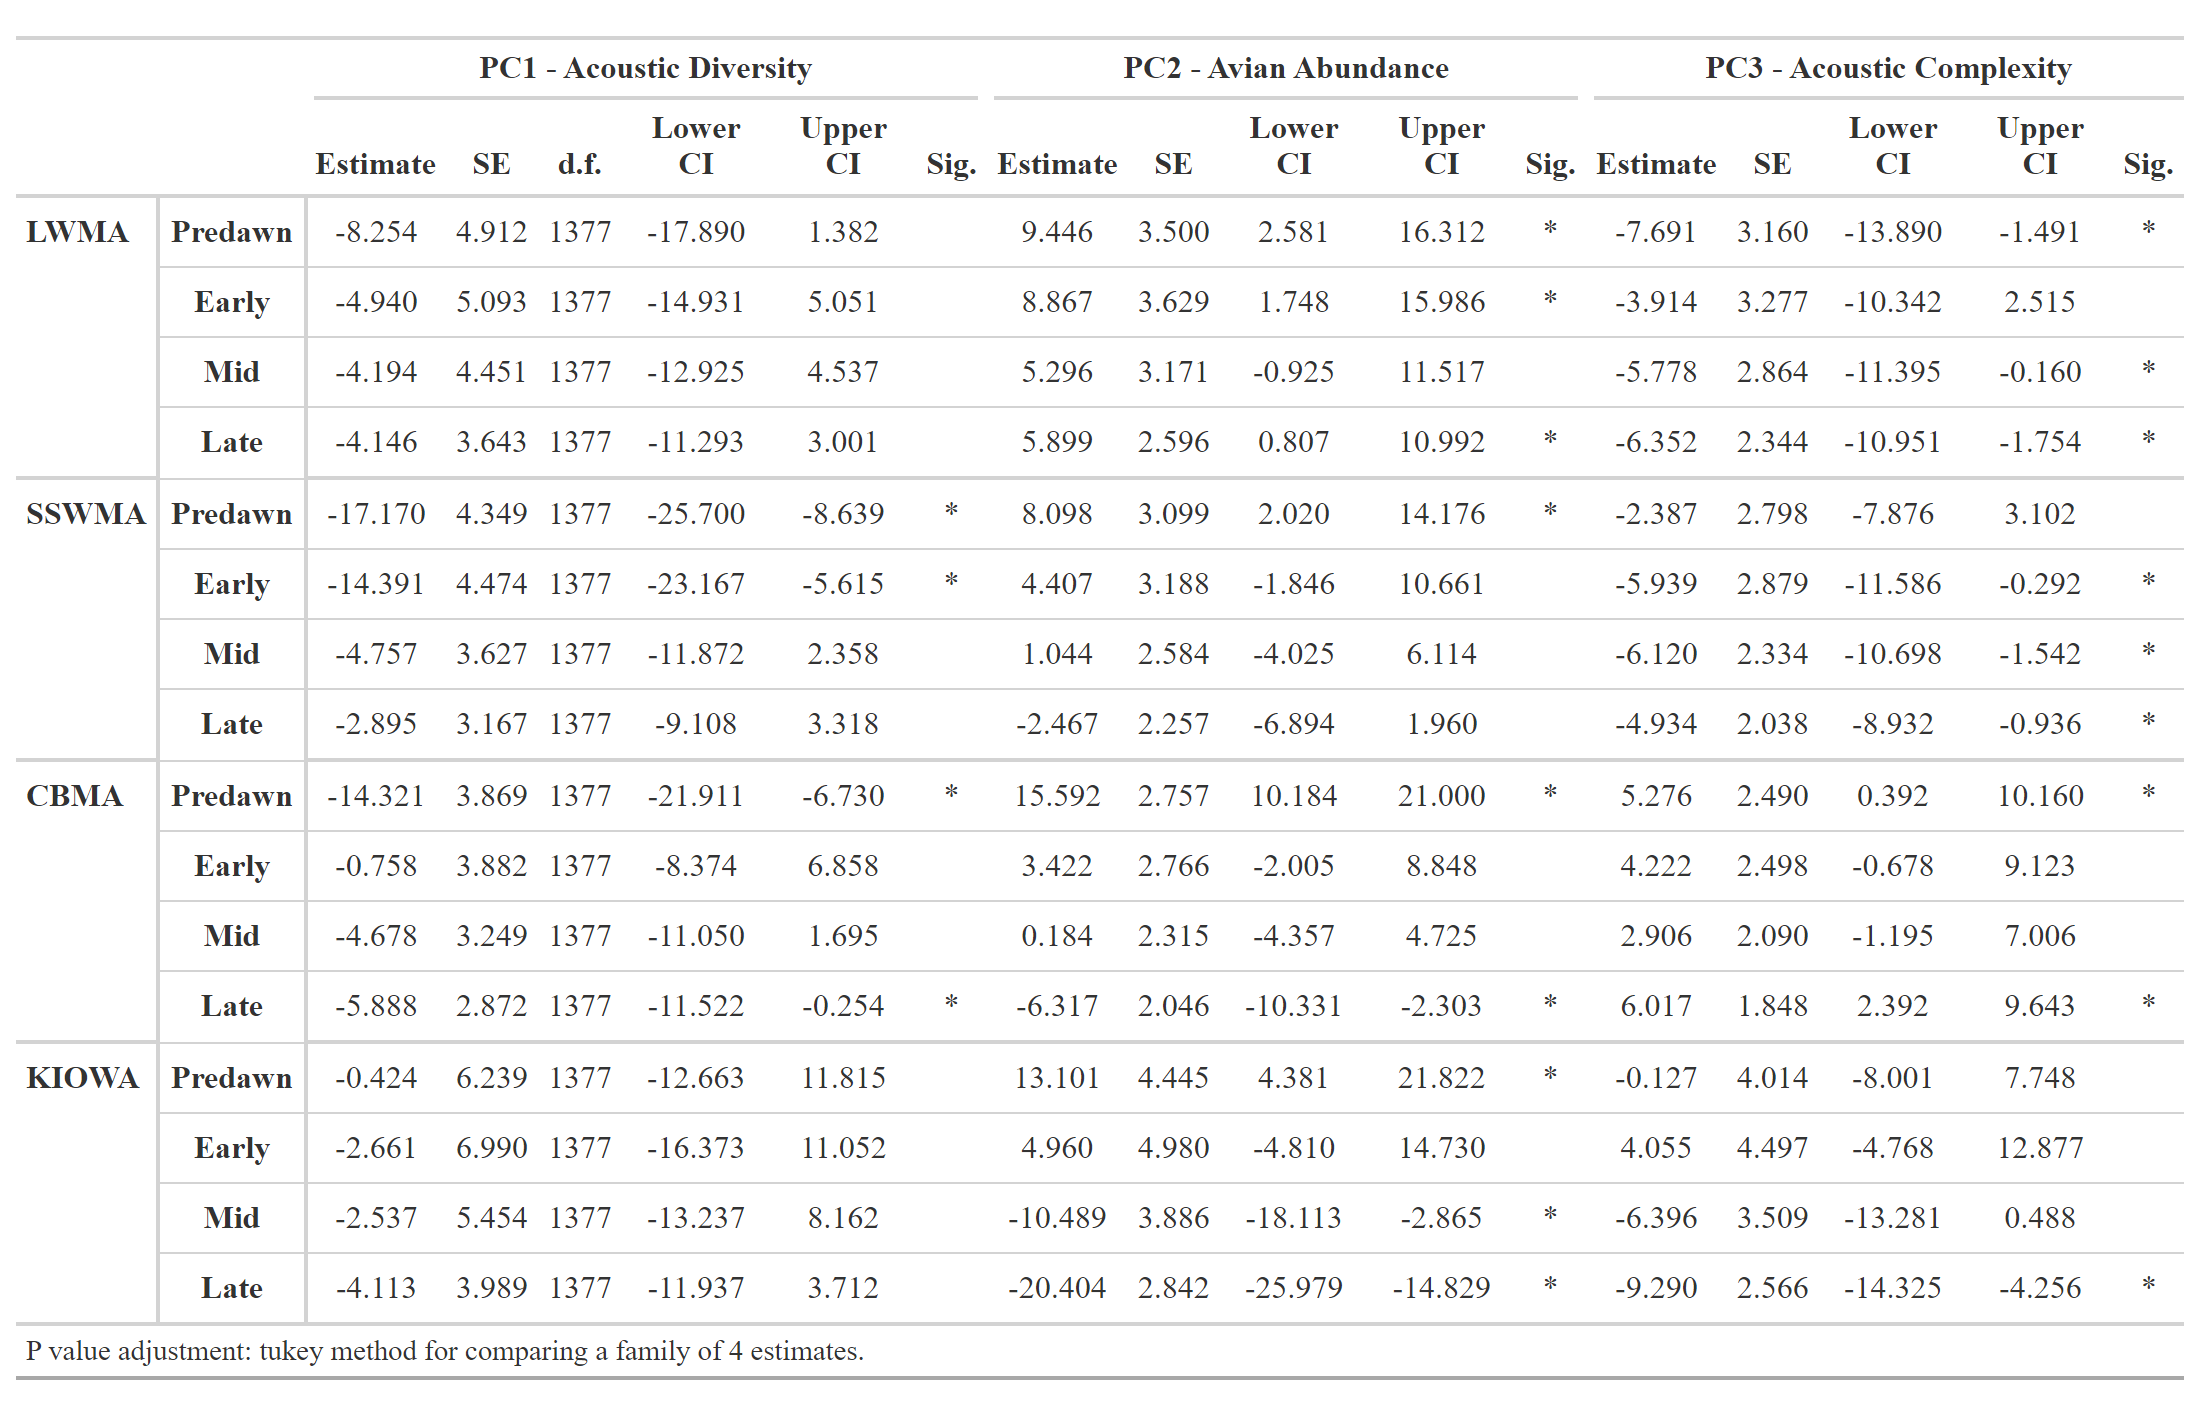 PC1 - Acoustic Diversity PC2 - Avian Abundance PC3 - Acoustic Complexity
Estimate SE d.f. Lower CI Upper CI Sig. Estimate SE Lower CI Upper CI Sig. Estimate SE Lower CI Upper CI Sig.
LWMA Predawn -8.254 4.912 1377 -17.890 1.382 9.446 3.500 2.581 16.312 * -7.691 3.160 -13.890 -1.491 *
Early -4.940 5.093 1377 -14.931 5.051 8.867 3.629 1.748 15.986 * -3.914 3.277 -10.342 2.515
Mid -4.194 4.451 1377 -12.925 4.537 5.296 3.171 -0.925 11.517 -5.778 2.864 -11.395 -0.160 *
Late -4.146 3.643 1377 -11.293 3.001 5.899 2.596 0.807 10.992 * -6.352 2.344 -10.951 -1.754 *
SSWMA Predawn -17.170 4.349 1377 -25.700 -8.639 * 8.098 3.099 2.020 14.176 * -2.387 2.798 -7.876 3.102
Early -14.391 4.474 1377 -23.167 -5.615 * 4.407 3.188 -1.846 10.661 -5.939 2.879 -11.586 -0.292 *
Mid -4.757 3.627 1377 -11.872 2.358 1.044 2.584 -4.025 6.114 -6.120 2.334 -10.698 -1.542 *
Late -2.895 3.167 1377 -9.108 3.318 -2.467 2.257 -6.894 1.960 -4.934 2.038 -8.932 -0.936 *
CBMA Predawn -14.321 3.869 1377 -21.911 -6.730 * 15.592 2.757 10.184 21.000 * 5.276 2.490 0.392 10.160 *
Early -0.758 3.882 1377 -8.374 6.858 3.422 2.766 -2.005 8.848 4.222 2.498 -0.678 9.123
Mid -4.678 3.249 1377 -11.050 1.695 0.184 2.315 -4.357 4.725 2.906 2.090 -1.195 7.006
Late -5.888 2.872 1377 -11.522 -0.254 * -6.317 2.046 -10.331 -2.303 * 6.017 1.848 2.392 9.643 *
KIOWA Predawn -0.424 6.239 1377 -12.663 11.815 13.101 4.445 4.381 21.822 * -0.127 4.014 -8.001 7.748
Early -2.661 6.990 1377 -16.373 11.052 4.960 4.980 -4.810 14.730 4.055 4.497 -4.768 12.877
Mid -2.537 5.454 1377 -13.237 8.162 -10.489 3.886 -18.113 -2.865 * -6.396 3.509 -13.281 0.488
Late -4.113 3.989 1377 -11.937 3.712 -20.404 2.842 -25.979 -14.829 * -9.290 2.566 -14.325 -4.256 *
P value adjustment: tukey method for comparing a family of 4 estimates.